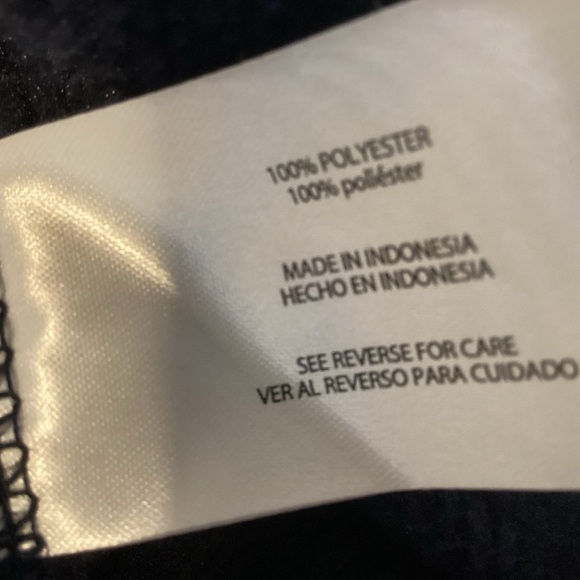 100% POLYESTER
100% poliéster
MADE IN INDONESIA
HECHO EN INDONESIA
SEE REVERSE FOR CARE
VER AL REVERSO PARA CUIDADO